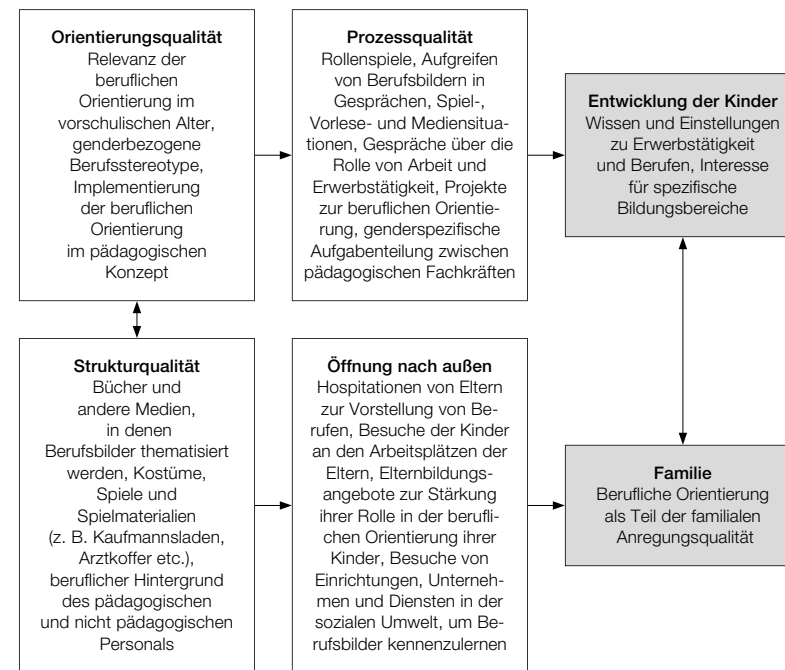 Orientierungsqualität
Relevanz der
beruflichen
Orientierung im
vorschulischen Alter,
genderbezogene
Berufsstereotype,
Implementierung
der beruflichen
Orientierung
im pädagogischen
Konzept
Prozessqualität
Rollenspiele, Aufgreifen
von Berufsbildern in
Gesprächen, Spiel-,
Vorlese- und Mediensitua-
tionen, Gespräche über die
Rolle von Arbeit und
Erwerbstätigkeit, Projekte
zur beruflichen Orientie-
rung, genderspezifische
Aufgabenteilung zwischen
pädagogischen Fachkräften
Entwicklung der Kinder
Wissen und Einstellungen
zu Erwerbstätigkeit
und Berufen, Interesse
für spezifische
Bildungsbereiche
Strukturqualität
Bücher und
andere Medien,
in denen
Berufsbilder thematisiert
werden, Kostüme,
Spiele und
Spielmaterialien
(z. B. Kaufmannsladen,
Arztkoffer etc.),
beruflicher Hintergrund
des pädagogischen
und nicht pädagogischen
Personals
Öffnung nach außen
Hospitationen von Eltern
zur Vorstellung von Be-
rufen, Besuche der Kinder
an den Arbeitsplätzen der
Eltern, Elternbildungs-
angebote zur Stärkung
ihrer Rolle in der berufli-
chen Orientierung ihrer
Kinder, Besuche von
Einrichtungen, Unterneh-
men und Diensten in der
sozialen Umwelt, um Be-
rufsbilder kennenzulernen
Familie
Berufliche Orientierung
als Teil der familialen
Anregungsqualität